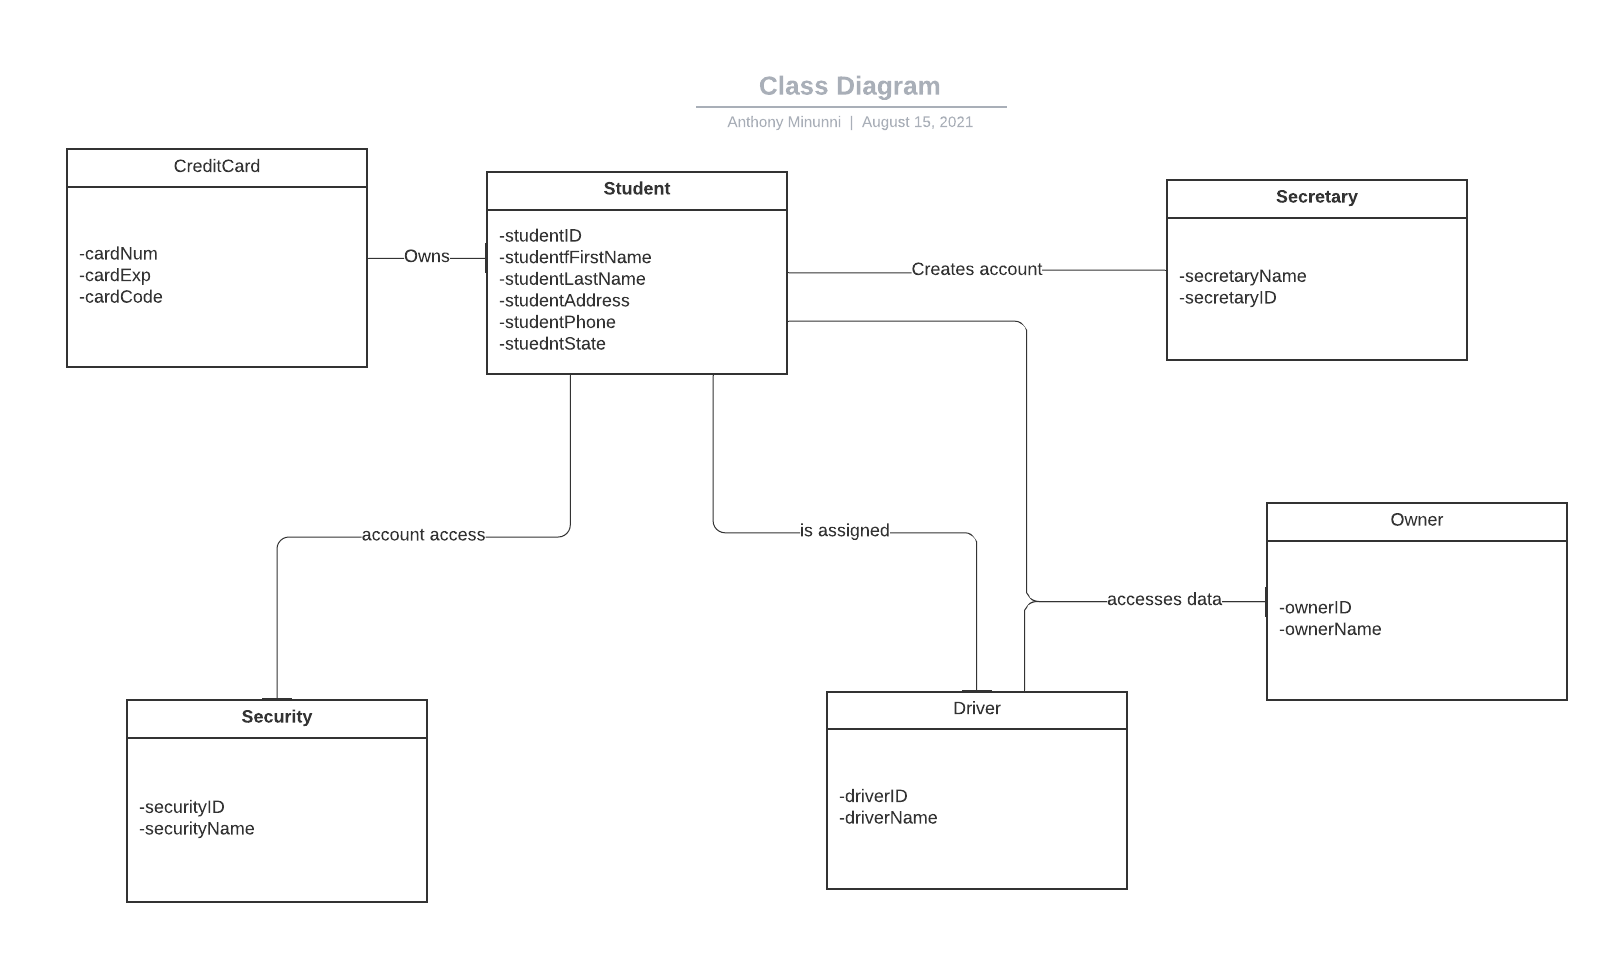 Class Diagram
Anthony Minunni | August 15, 2021
CreditCard
-cardNum
-cardExp
-cardCode
Owns
Student
-studentID
-studentfFirstName
-studentLastName
-studentAddress
-studentPhone
-stuedntState
Creates account
Secretary
-secretaryName
-secretaryID
account access
is assigned
accesses data
Owner
-ownerID
-ownerName
Security
-securityID
-securityName
Driver
-driverID
-driverName